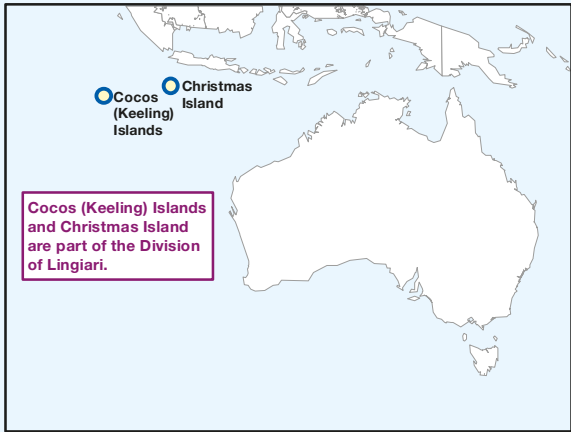 Christmas
Island
Cocos
(Keeling)
Islands
Cocos (Keeling) Islands
and Christmas Island
are part of the Division
of Lingiari.